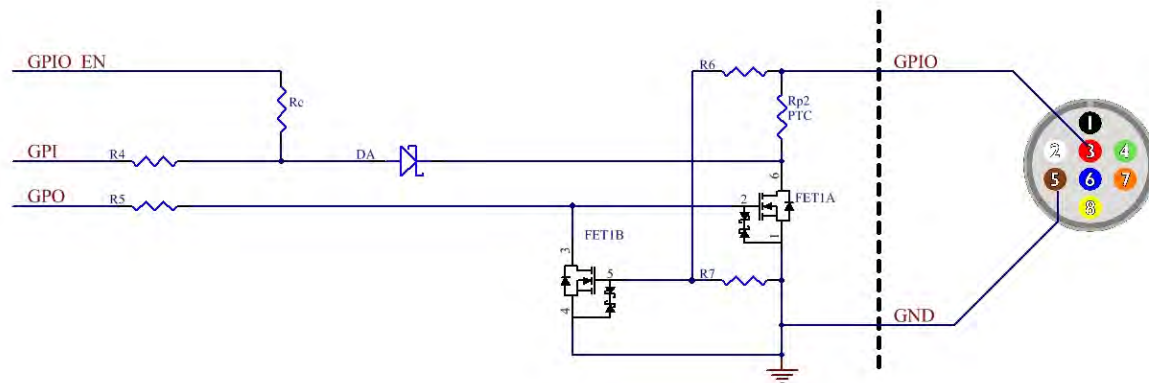 GPIO_EN
R6
GPIO
Rc
Rp2
PTC
1
GPI
R4
DA
2
3
4
6
GPO
R5
2
FET1A
5
6
7
FET1B
1
8
3
5
R7
4
GND